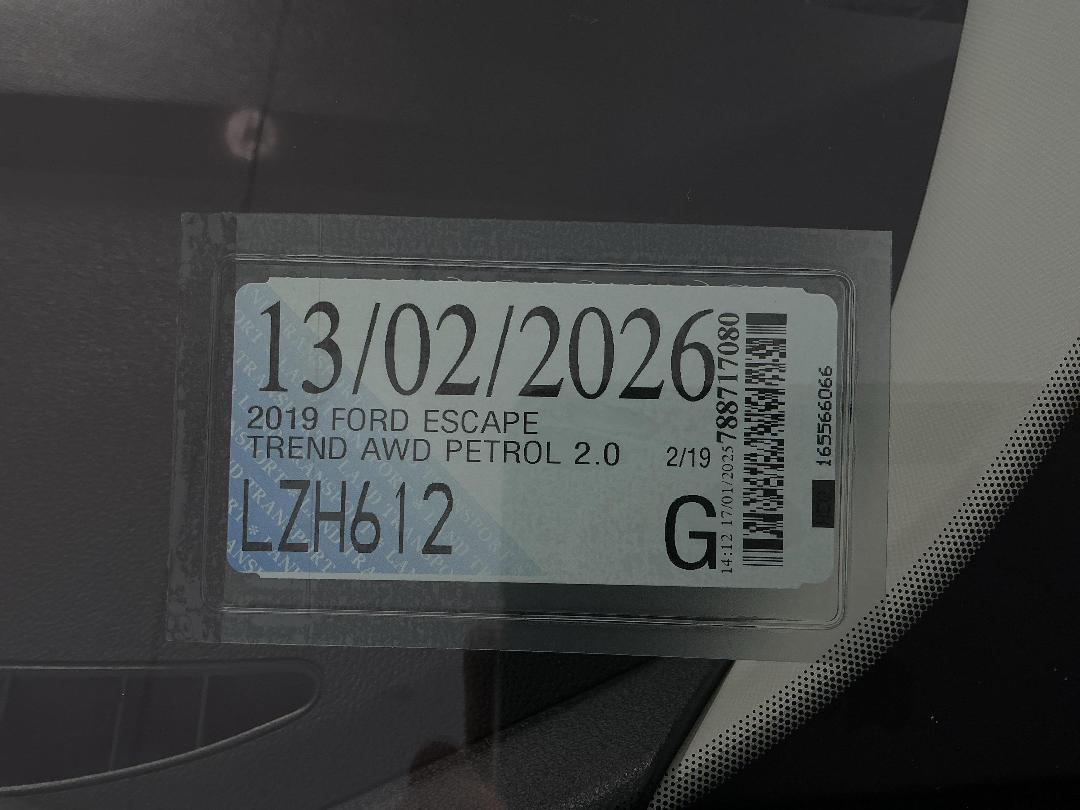 13/02/2026
2019 FORD ESCAPE
TREND AWD PETROL 2.0 2/19
LZH612
G
14:12 17/01/2025 788717080
165566066